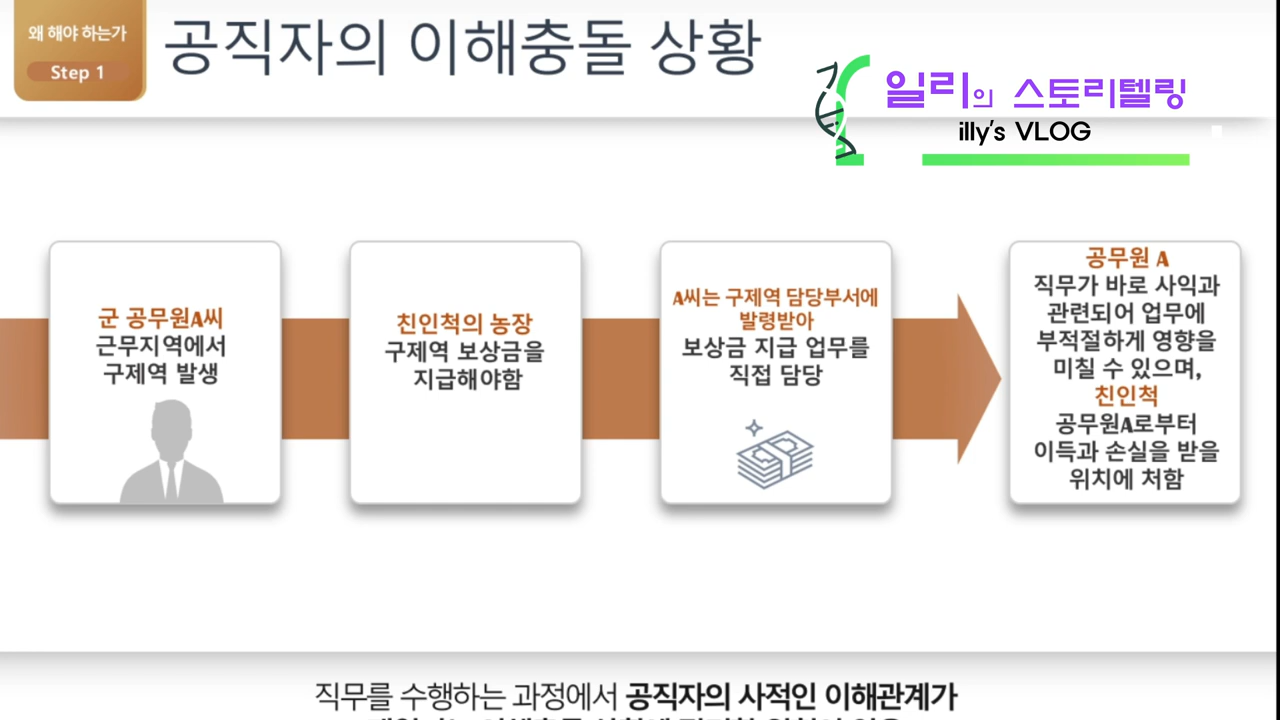 왜 해야 하는가
Step 1
공직자의 이해충돌 상황
일리의 스토리텔링
illy's VLOG
군 공무원A씨
근무지역에서
구제역 발생
친인척의 농장
구제역 보상금을
지급해야함
A씨는 구제역 담당부서에
발령받아
보상금 지급 업무를
직접 담당
공무원 A
직무가 바로 사익과
관련되어 업무에
부적절하게 영향을
미칠 수 있으며,
친인척
공무원A로부터
이득과 손실을 받을
위치에 처함
직무를 수행하는 과정에서 공직자의 사적인 이해관계가